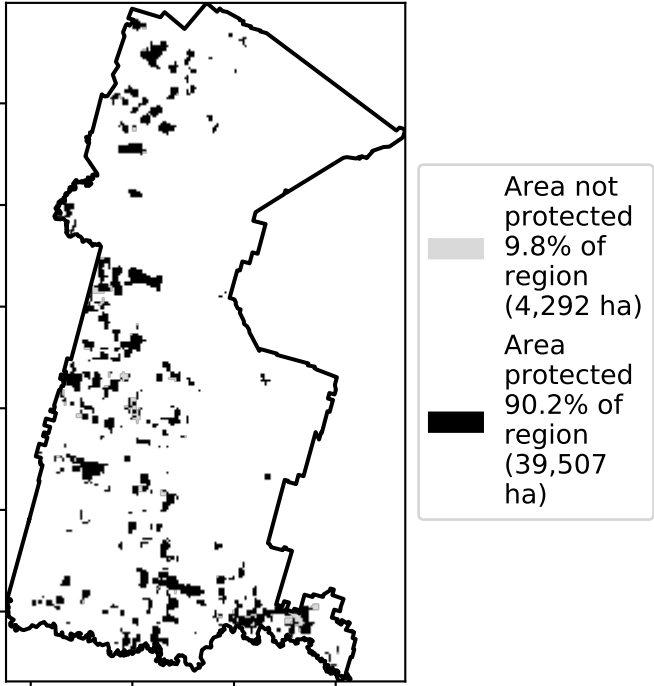 Area not
protected
9.8% of
region
(4,292 ha)
Area
protected
90.2% of
region
(39,507
ha)